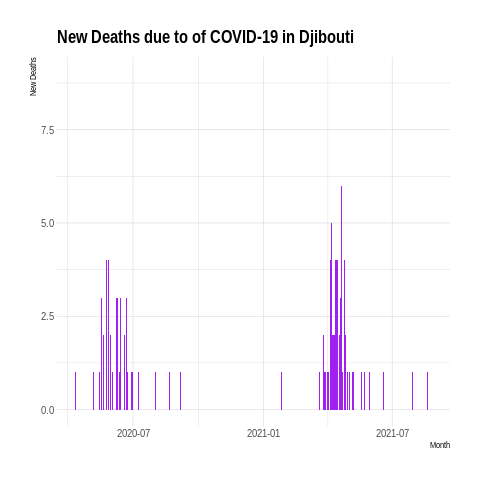 New Deaths due to of COVID-19 in Djibouti
New Deaths
7.5
5.0
2.5
0.0
2020-07
2021-01
2021-07
Month